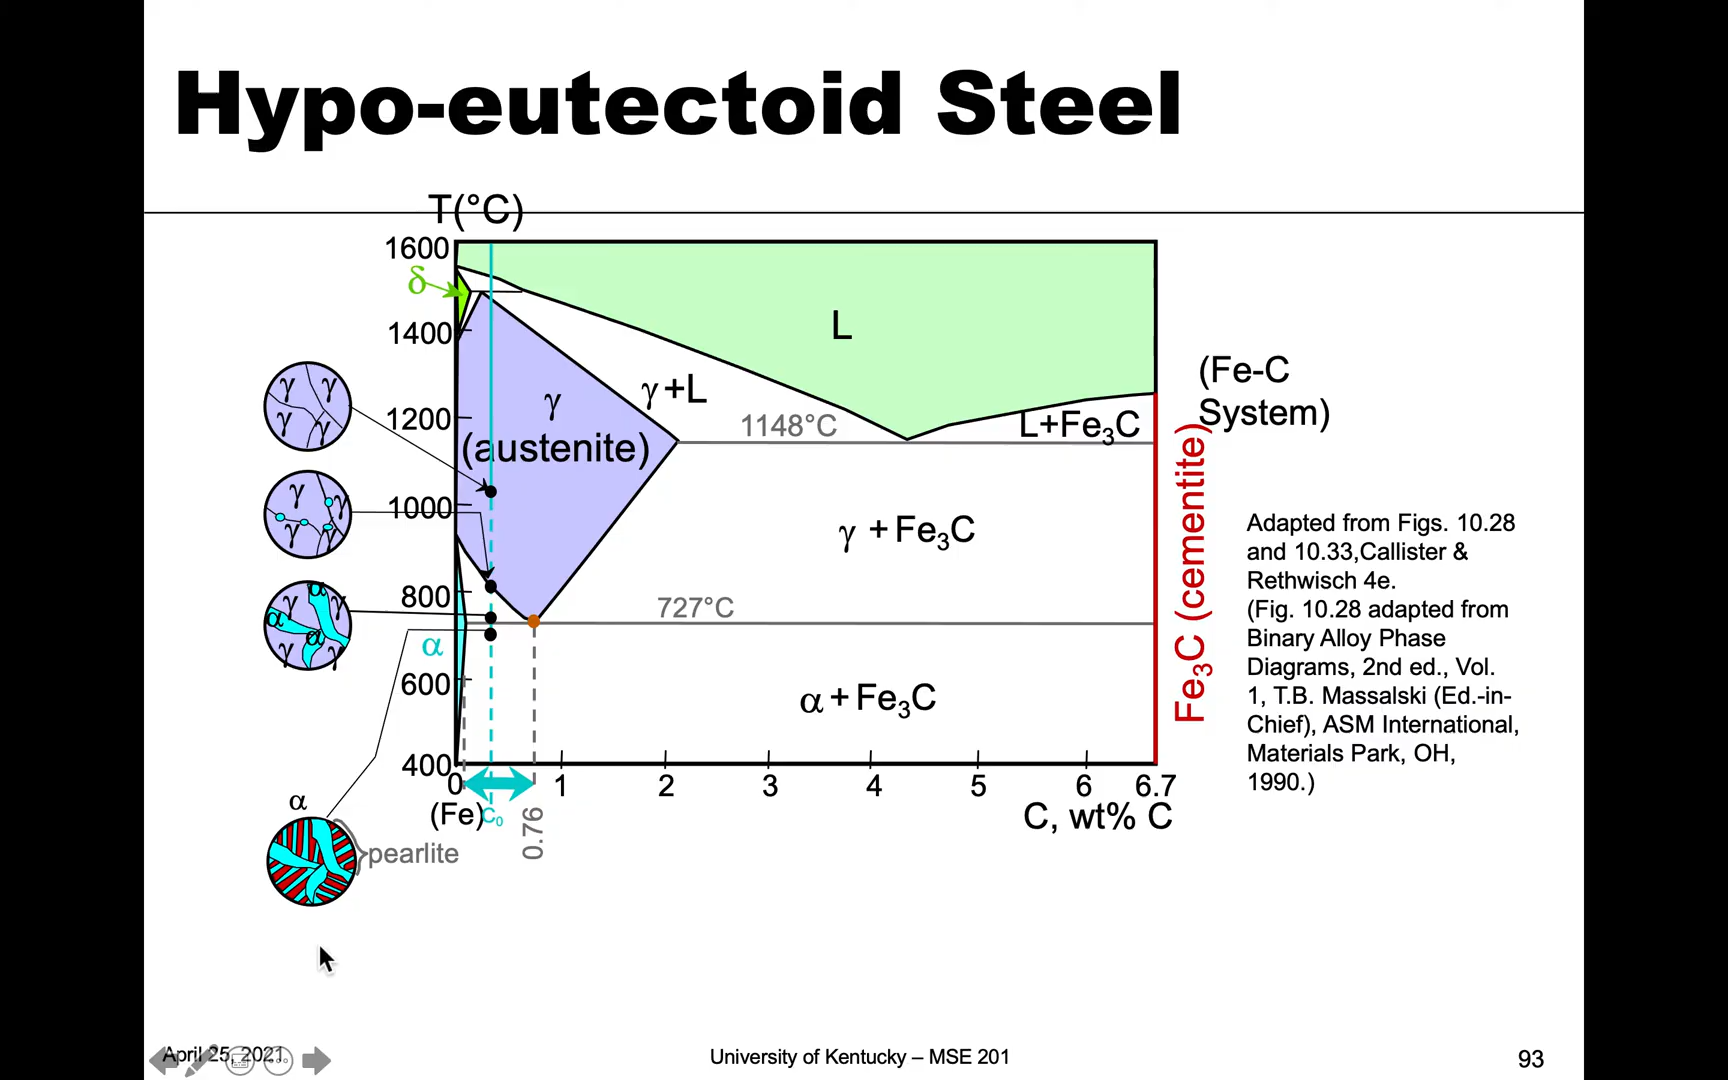 Hypo-eutectoid Steel
T(°C)
1600
δ
1400
L
(Fe-C
System)
γ γ
γ γ
γ
(austenite)
γ+L
1200
1148°C
L+Fe₃C
γ γ
γ γ
1000
γ + Fe₃C
Fe₃C (cementite)
800
727°C
α
γ γ
α α
γ γ
α
600
α + Fe₃C
400
0 1 2 3 4 5 6 6.7
(Fe)
C₀
0.76
C, wt% C
α
pearlite
Adapted from Figs. 10.28
and 10.33,Callister &
Rethwisch 4e.
(Fig. 10.28 adapted from
Binary Alloy Phase
Diagrams, 2nd ed., Vol.
1, T.B. Massalski (Ed.-in-
Chief), ASM International,
Materials Park, OH,
1990.)
April 25, 2021
University of Kentucky – MSE 201
93